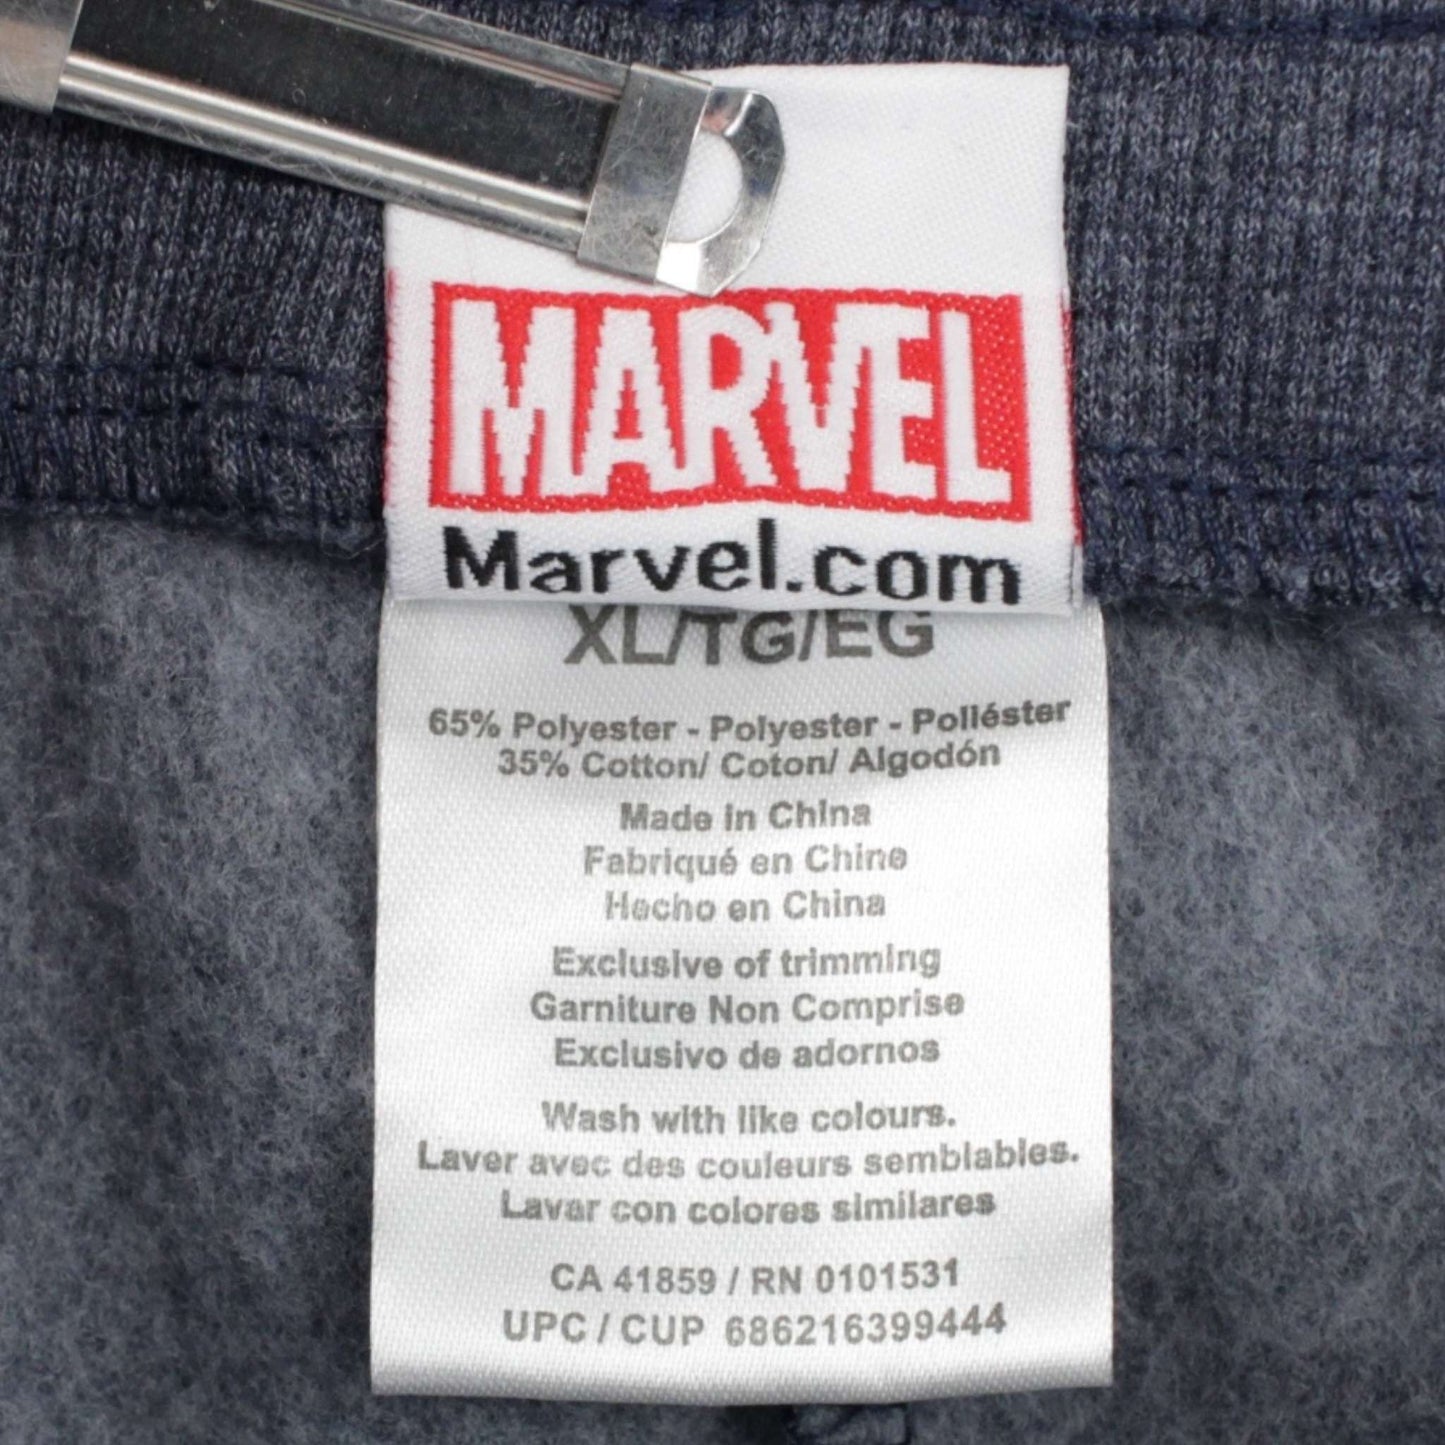 MARVEL
Marvel.com
XL/TG/EG
65% Polyester - Polyester - Poliéster
35% Cotton/ Coton/ Algodón
Made in China
Fabriqué en Chine
Hecho en China
Exclusive of trimming
Garniture Non Comprise
Exclusivo de adornos
Wash with like colours.
Laver avec des couleurs semblables.
Lavar con colores similares
CA 41859 / RN 0101531
UPC / CUP 686216399444